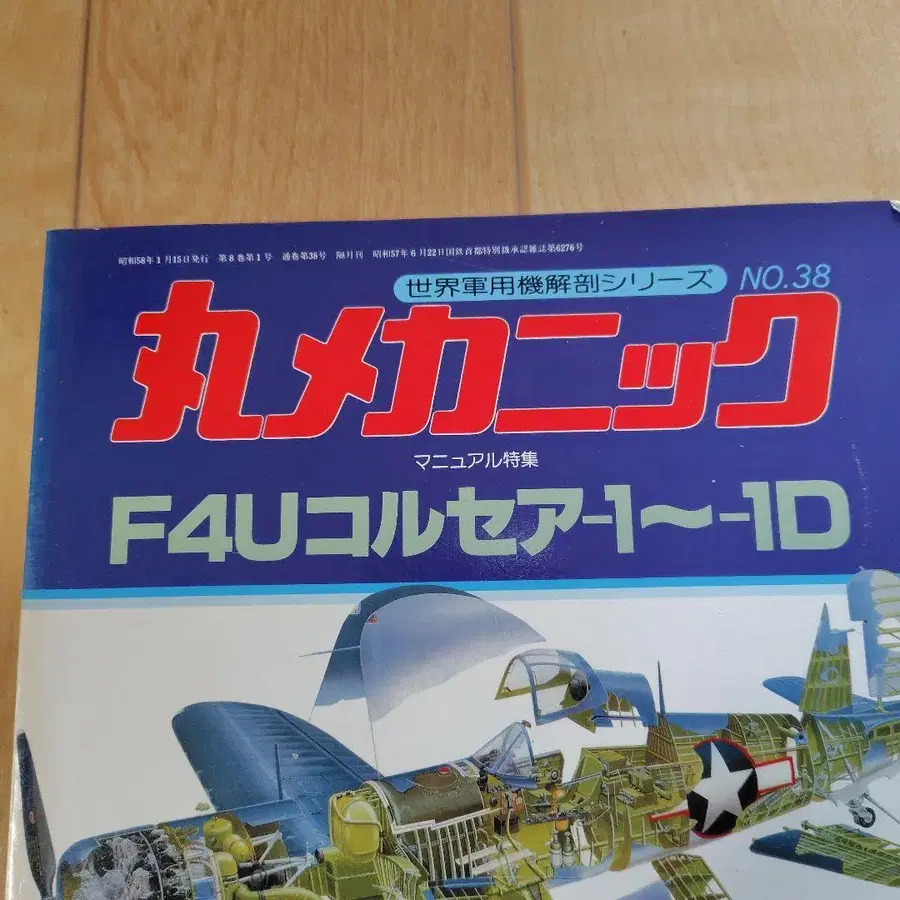 昭和58年1月15日発行 第8巻第1号 通巻第38号 隔月刊 昭和57年6月22日国鉄首都特別機承認雑誌第6276号
世界軍用機解剖シリーズ NO.38
丸メカニック
マニュアル特集
F4Uコルセア-1〜-1D